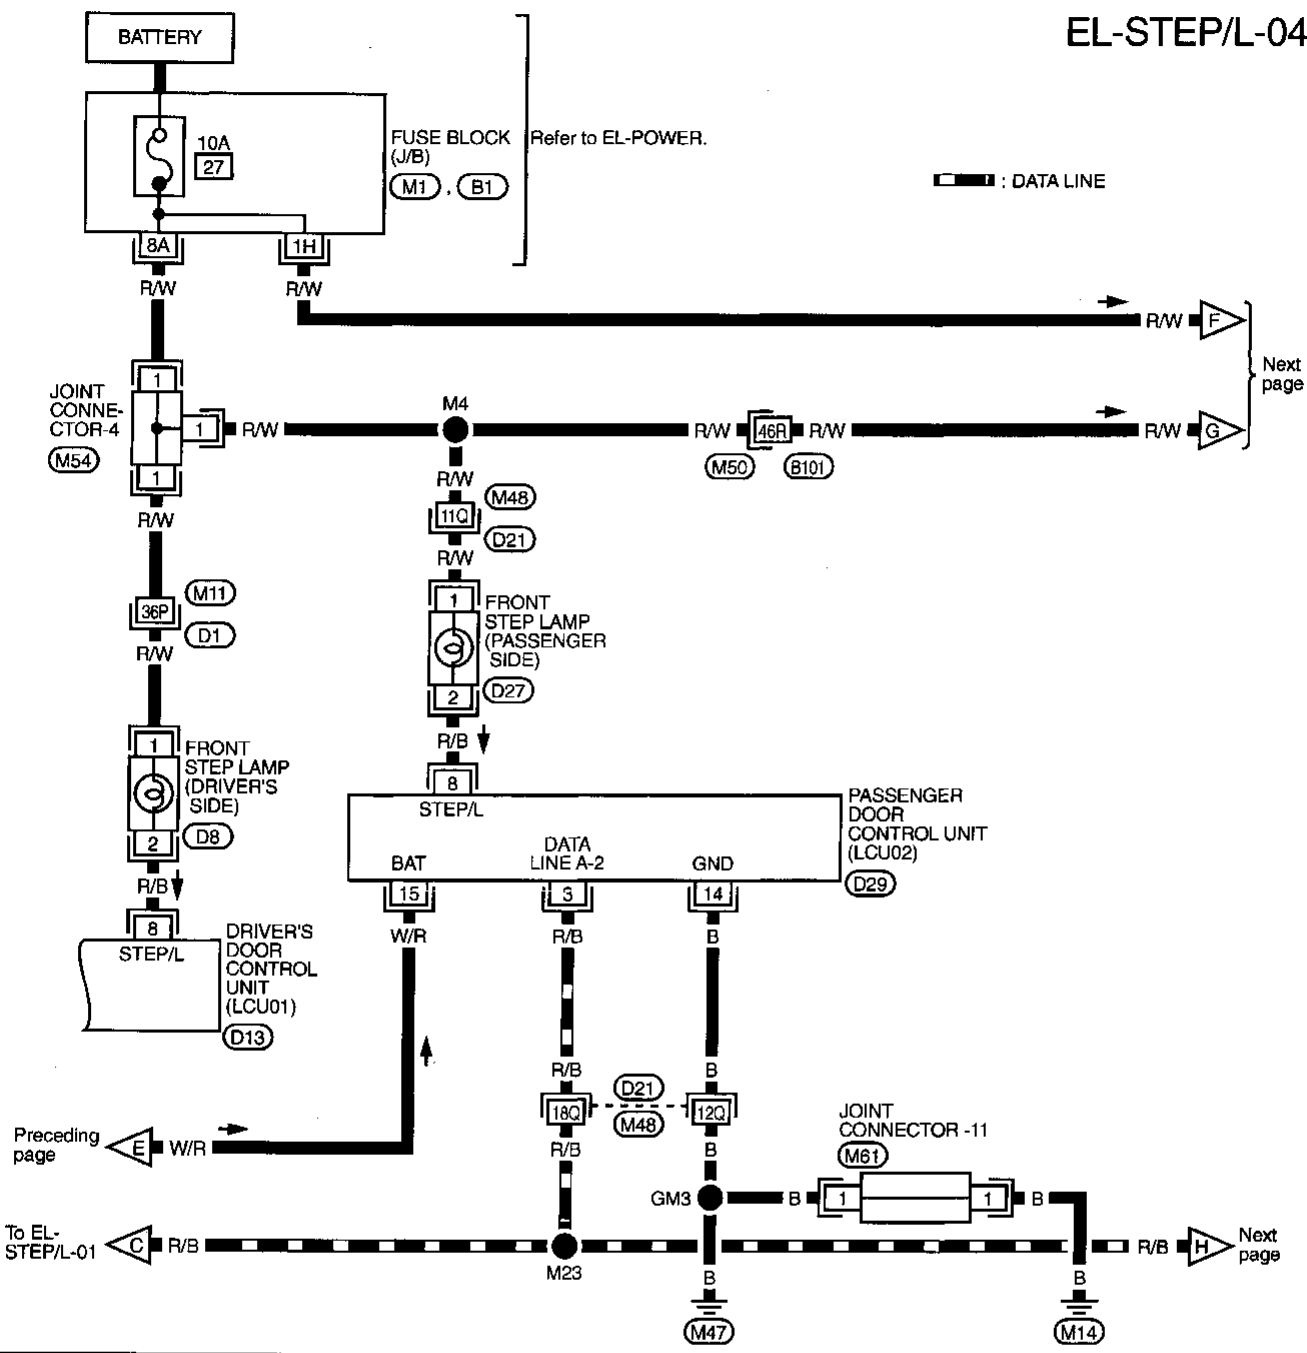 EL-STEP/L-04
BATTERY
10A
27
FUSE BLOCK
(J/B)
M1 , B1
Refer to EL-POWER.
: DATA LINE
8A
1H
R/W
R/W
R/W
F
Next
page
1
JOINT
CONNE-
CTOR-4
M54
1
R/W
M4
R/W
46R
R/W
R/W
G
M50
B101
1
R/W
R/W
M48
11Q
D21
R/W
M11
36P
D1
R/W
1
FRONT
STEP LAMP
(PASSENGER
SIDE)
2
D27
R/B
1
FRONT
STEP LAMP
(DRIVER'S
SIDE)
2
D8
R/B
8
STEP/L
DRIVER'S
DOOR
CONTROL
UNIT
(LCU01)
D13
8
STEP/L
PASSENGER
DOOR
CONTROL UNIT
(LCU02)
D29
BAT
DATA
LINE A-2
GND
15
3
14
W/R
R/B
B
R/B
B
18Q
D21
M48
12Q
R/B
B
Preceding
page
E
W/R
JOINT
CONNECTOR -11
M61
GM3
B
1
1
B
To EL-
STEP/L-01
C
R/B
M23
R/B
H
Next
page
B
B
M47
M14